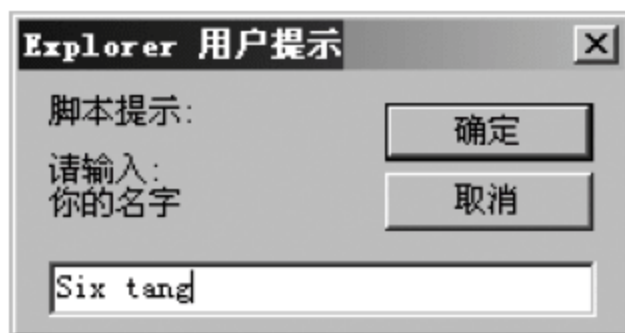 Explorer 用户提示
脚本提示:
确定
请输入:
你的名字
取消
Six tang